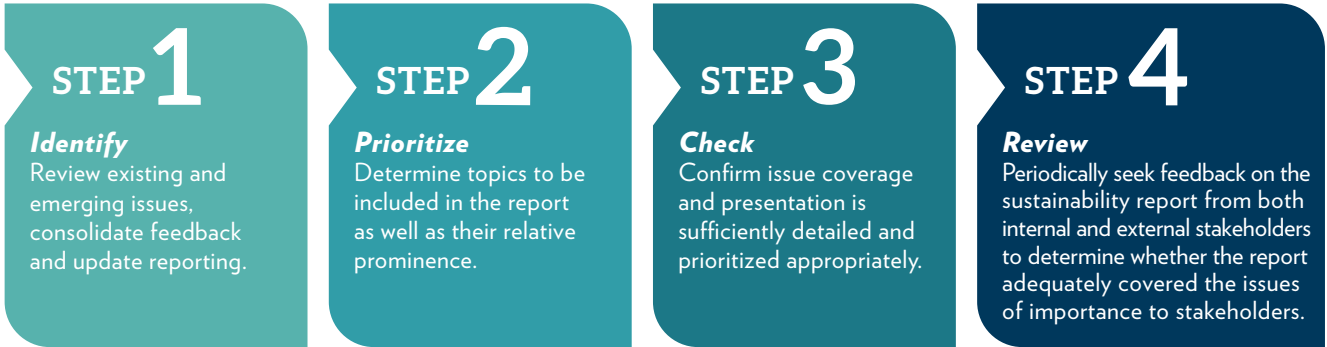 STEP 1
Identify
Review existing and
emerging issues,
consolidate feedback
and update reporting.
STEP 2
Prioritize
Determine topics to be
included in the report
as well as their relative
prominence.
STEP 3
Check
Confirm issue coverage
and presentation is
sufficiently detailed and
prioritized appropriately.
STEP 4
Review
Periodically seek feedback on the
sustainability report from both
internal and external stakeholders
to determine whether the report
adequately covered the issues
of importance to stakeholders.